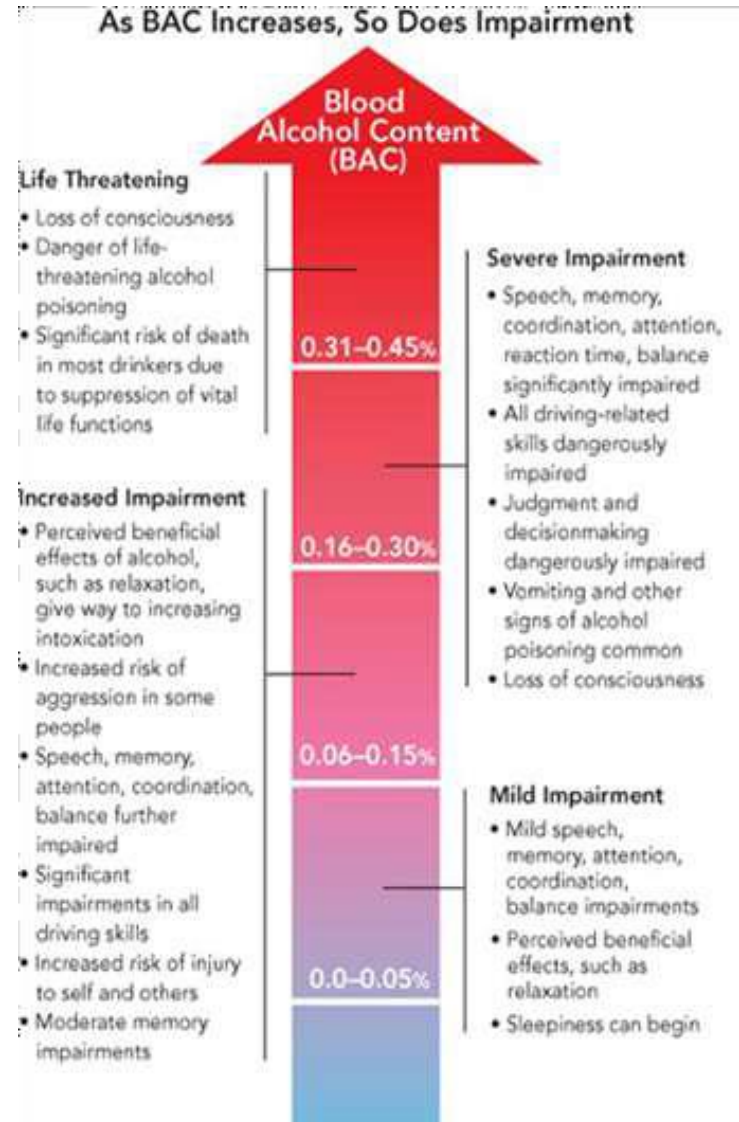 As BAC Increases, So Does Impairment
Blood
Alcohol Content
(BAC)
Life Threatening
• Loss of consciousness
• Danger of life-
threatening alcohol
poisoning
• Significant risk of death
in most drinkers due
to suppression of vital
life functions
0.31–0.45%
Severe Impairment
• Speech, memory,
coordination, attention,
reaction time, balance
significantly impaired
• All driving-related
skills dangerously
impaired
• Judgment and
decisionmaking
dangerously impaired
• Vomiting and other
signs of alcohol
poisoning common
• Loss of consciousness
0.16–0.30%
Increased Impairment
• Perceived beneficial
effects of alcohol,
such as relaxation,
give way to increasing
intoxication
• Increased risk of
aggression in some
people
• Speech, memory,
attention, coordination,
balance further
impaired
• Significant
impairments in all
driving skills
• Increased risk of injury
to self and others
• Moderate memory
impairments
0.06–0.15%
Mild Impairment
• Mild speech,
memory, attention,
coordination,
balance impairments
• Perceived beneficial
effects, such as
relaxation
• Sleepiness can begin
0.0–0.05%